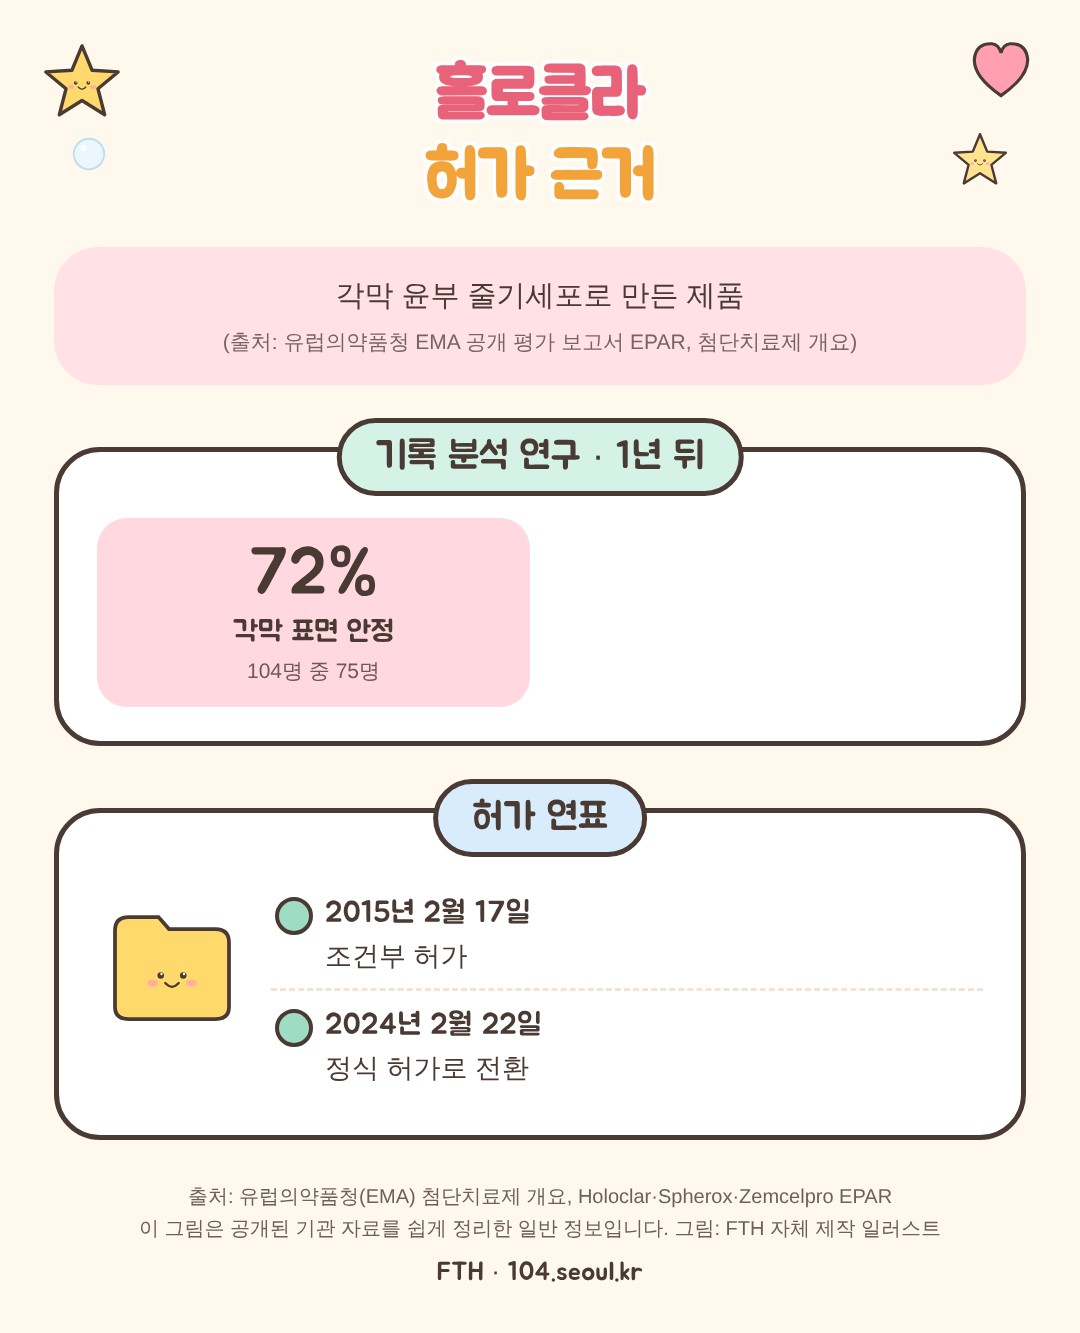 홀로클라
허가 근거
각막 윤부 줄기세포로 만든 제품
(출처: 유럽의약품청 EMA 공개 평가 보고서 EPAR, 첨단치료제 개요)
기록 분석 연구 · 1년 뒤
72%
각막 표면 안정
104명 중 75명
허가 연표
2015년 2월 17일
조건부 허가
2024년 2월 22일
정식 허가로 전환
출처: 유럽의약품청(EMA) 첨단치료제 개요, Holoclar·Spherox·Zemcelpro EPAR
이 그림은 공개된 기관 자료를 쉽게 정리한 일반 정보입니다. 그림: FTH 자체 제작 일러스트
FTH · 104.seoul.kr